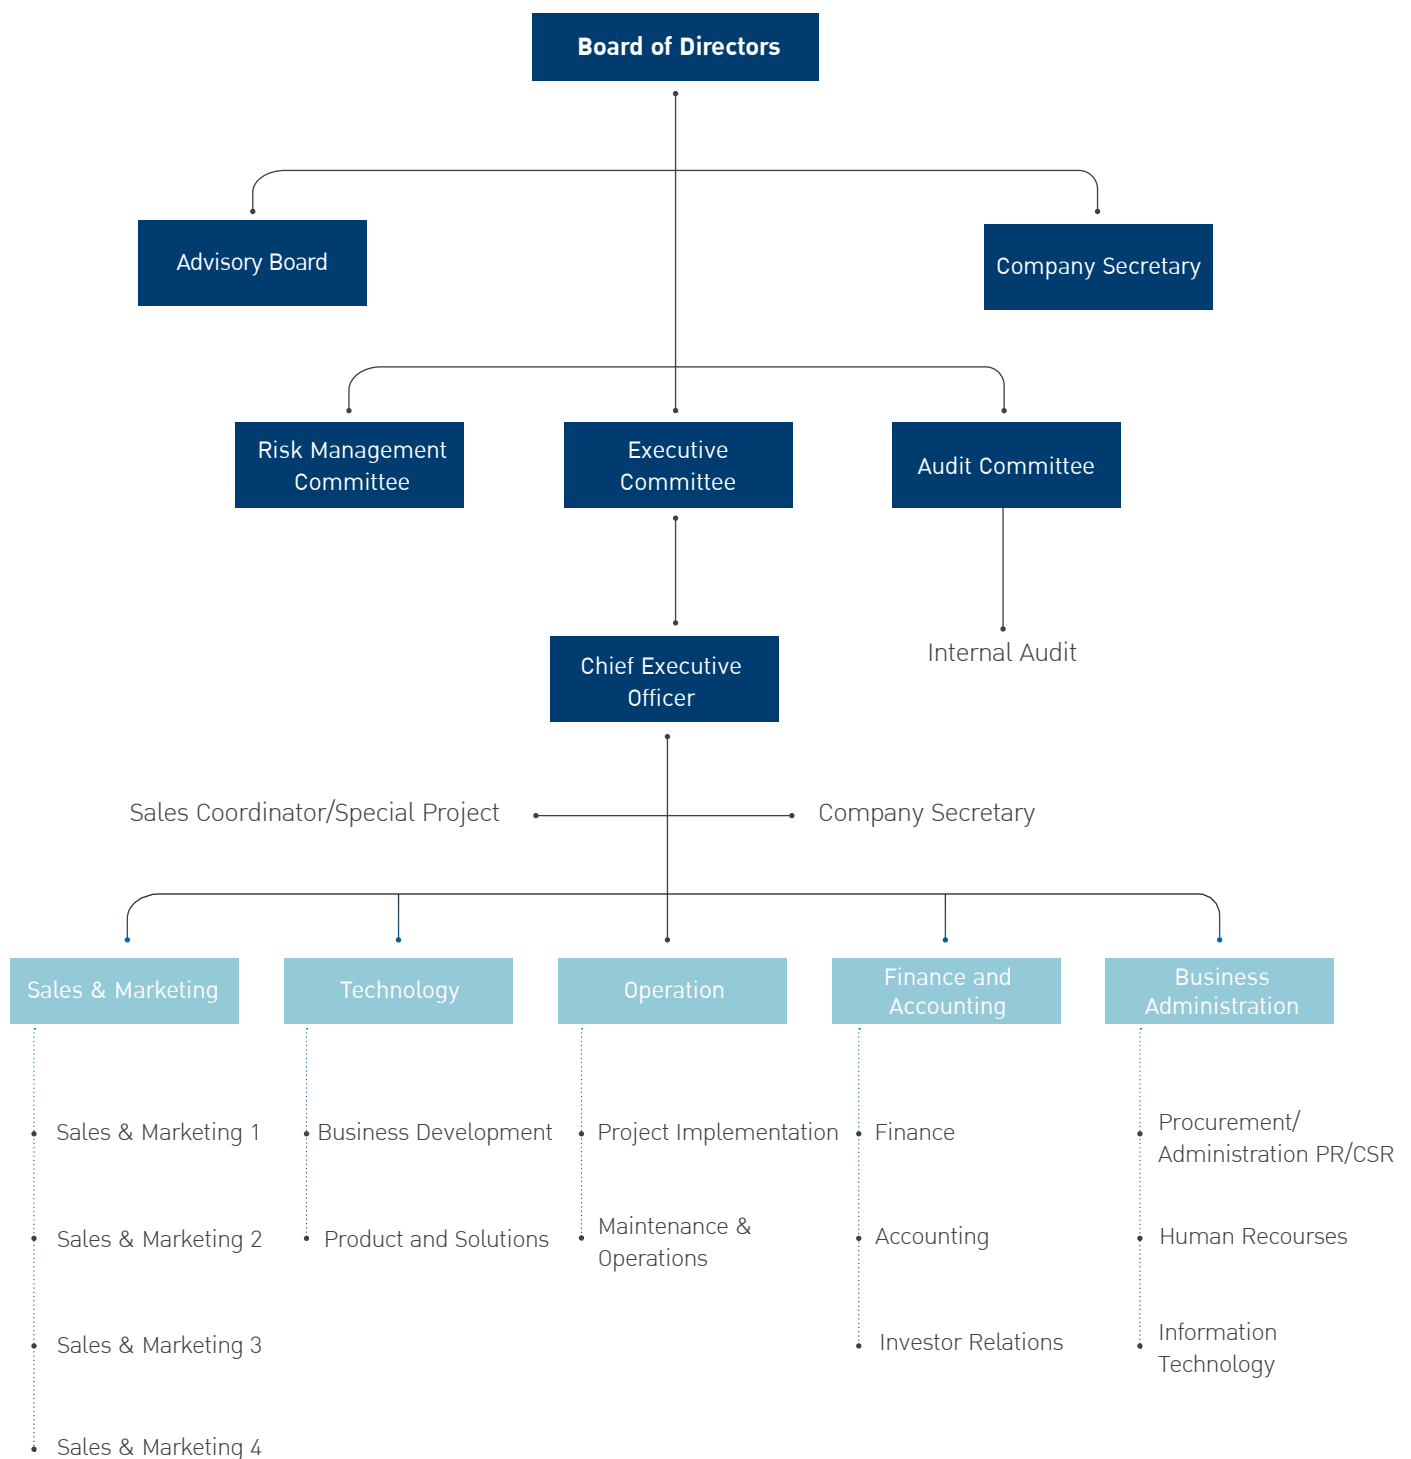 Board of Directors
Advisory Board
Company Secretary
Risk Management
Committee
Executive
Committee
Audit Committee
Internal Audit
Chief Executive
Officer
Sales Coordinator/Special Project
Company Secretary
Sales & Marketing
Technology
Operation
Finance and
Accounting
Business
Administration
Sales & Marketing 1
Sales & Marketing 2
Sales & Marketing 3
Sales & Marketing 4
Business Development
Product and Solutions
Project Implementation
Maintenance &
Operations
Finance
Accounting
Investor Relations
Procurement/
Administration PR/CSR
Human Recourses
Information
Technology